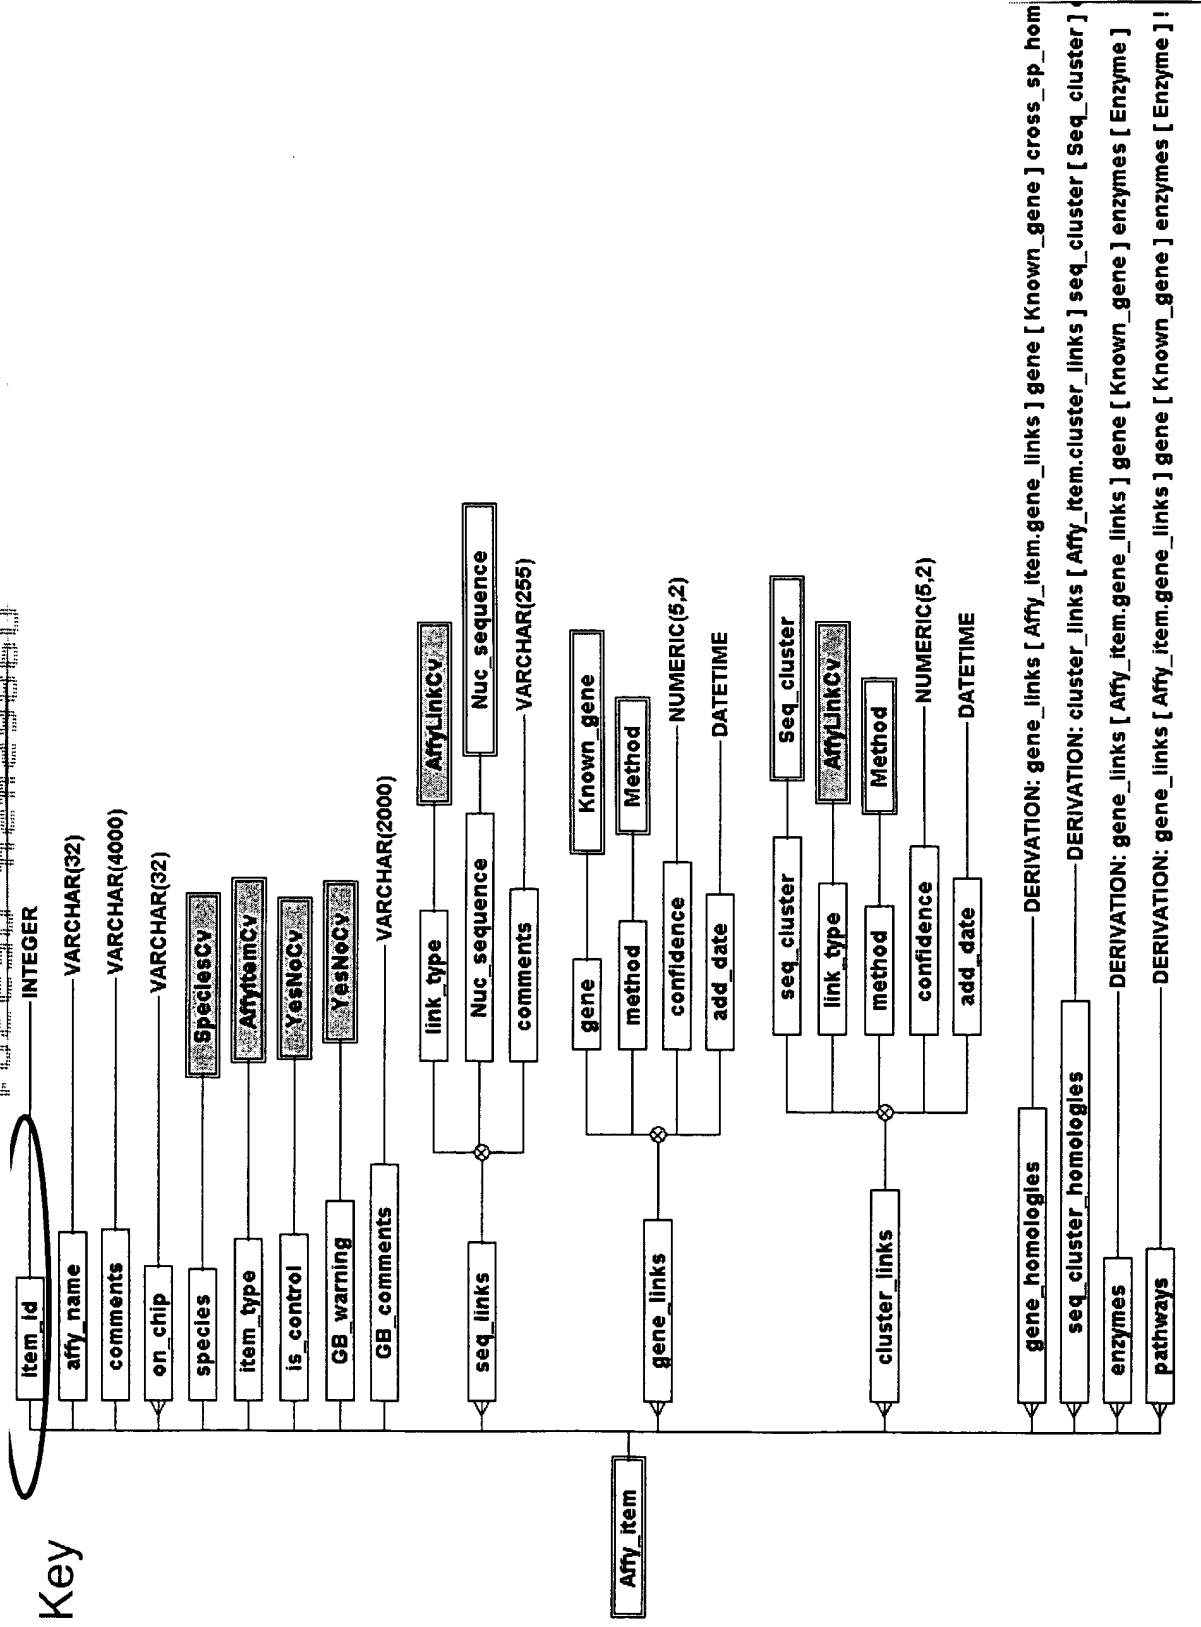 Key
Affy_item
item_id INTEGER
affy_name VARCHAR(32)
comments VARCHAR(4000)
on_chip VARCHAR(32)
species SpeciesCv
item_type AffyItemCv
is_control YesNoCv
GB_warning YesNoCv
GB_comments VARCHAR(2000)
seq_links
link_type AffyLinkCv
Nuc_sequence Nuc_sequence
comments VARCHAR(255)
gene_links
gene Known_gene
method Method
confidence NUMERIC(5,2)
add_date DATETIME
cluster_links
seq_cluster Seq_cluster
link_type AffyLinkCv
method Method
confidence NUMERIC(5,2)
add_date DATETIME
gene_homologies DERIVATION: gene_links [ Affy_item.gene_links ] gene [ Known_gene ] cross_sp_hom
seq_cluster_homologies DERIVATION: cluster_links [ Affy_item.cluster_links ] seq_cluster [ Seq_cluster ]
enzymes DERIVATION: gene_links [ Affy_item.gene_links ] gene [ Known_gene ] enzymes [ Enzyme ]
pathways DERIVATION: gene_links [ Affy_item.gene_links ] gene [ Known_gene ] enzymes [ Enzyme ]